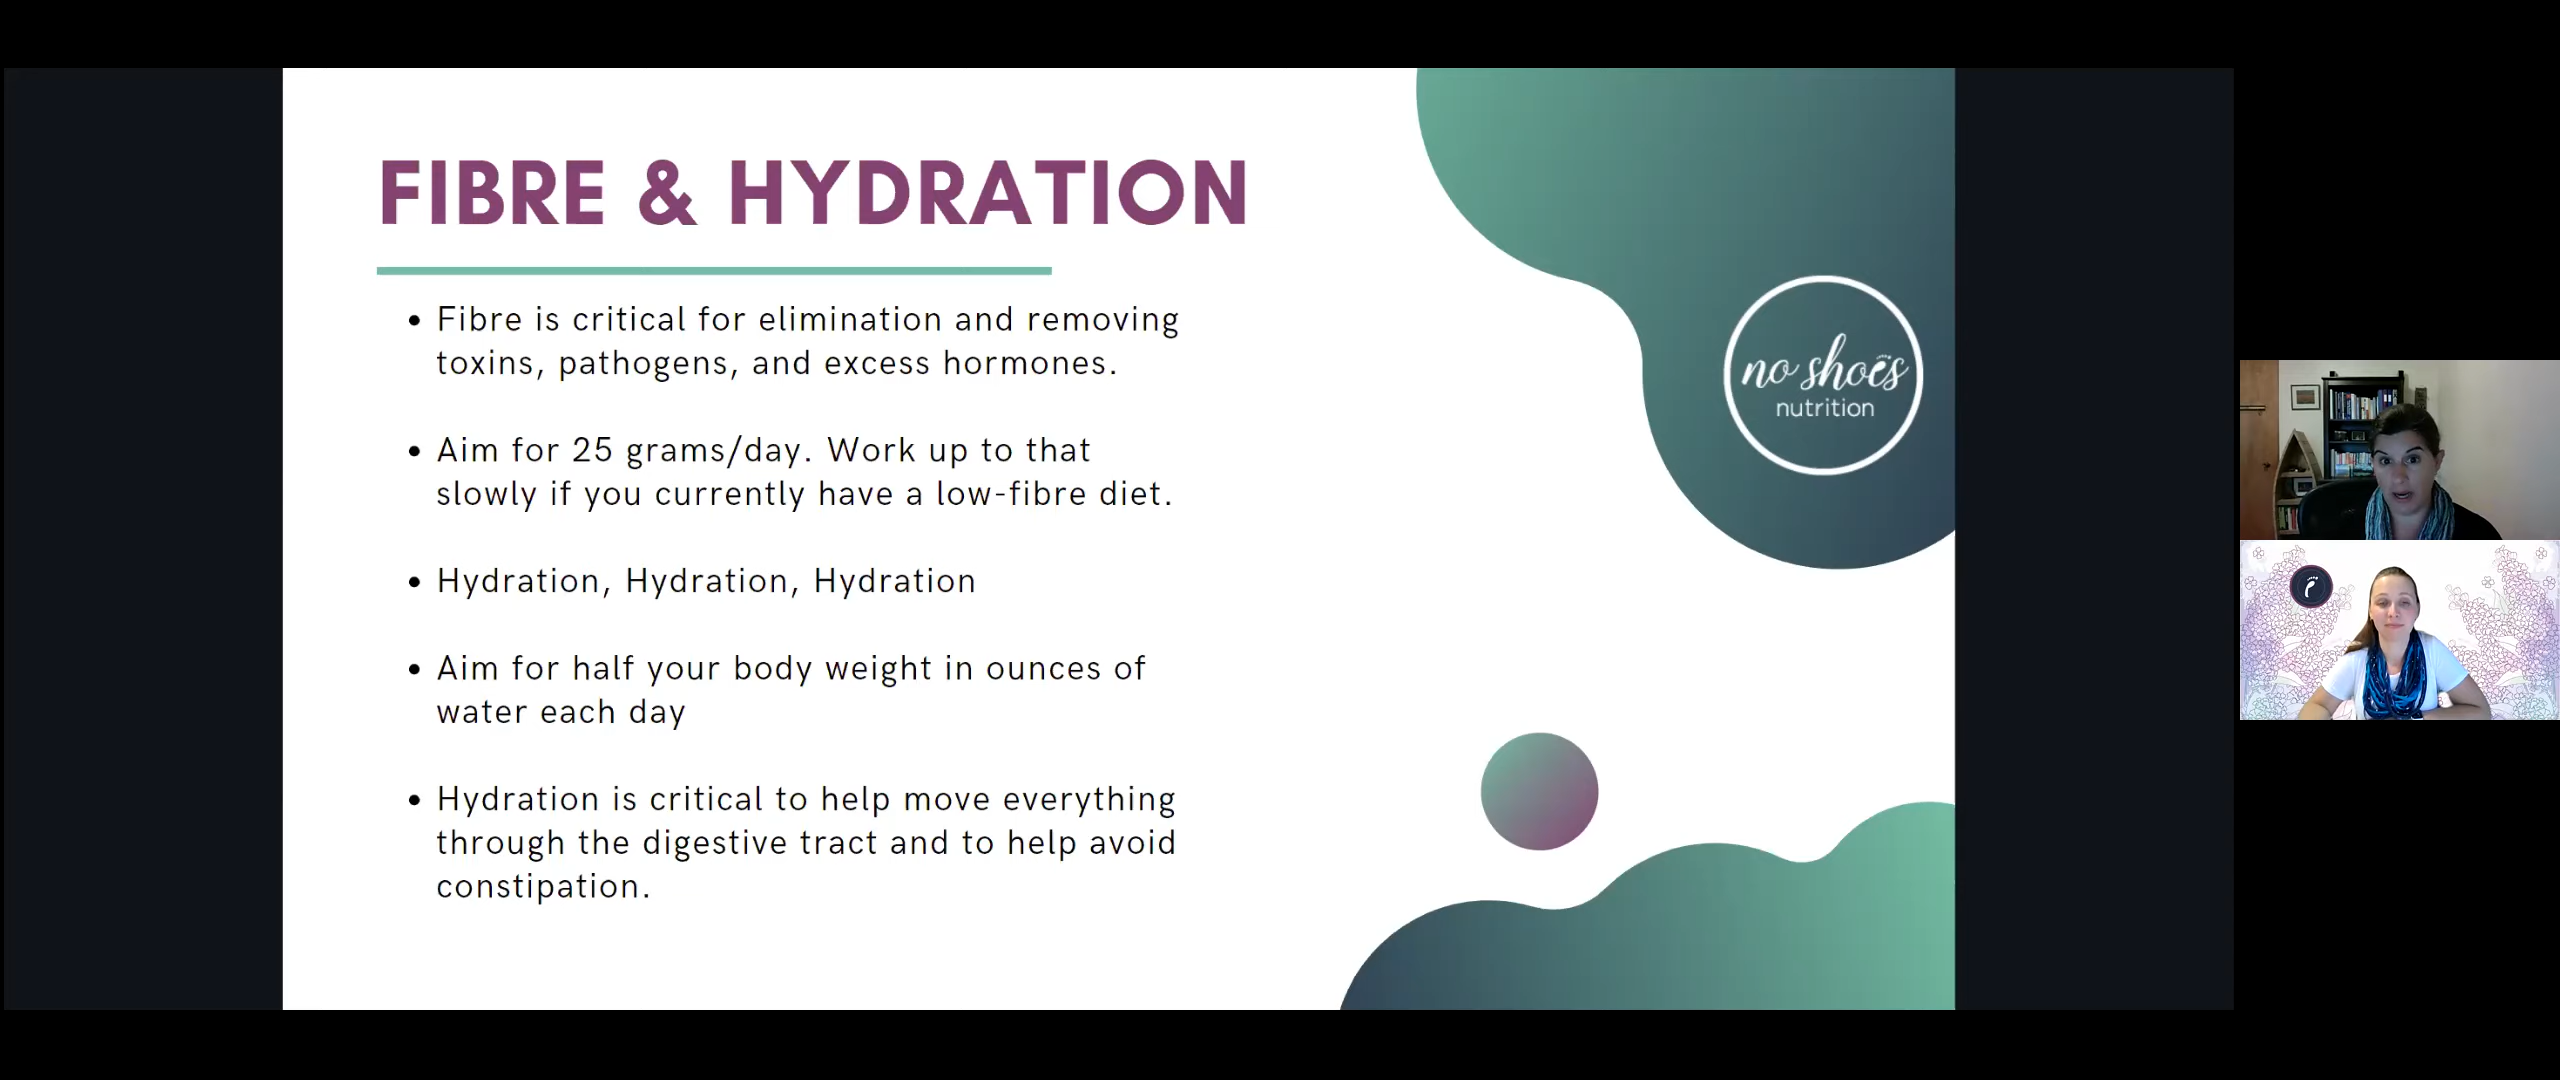 FIBRE & HYDRATION
• Fibre is critical for elimination and removing
toxins, pathogens, and excess hormones.
• Aim for 25 grams/day. Work up to that
slowly if you currently have a low-fibre diet.
• Hydration, Hydration, Hydration
• Aim for half your body weight in ounces of
water each day
• Hydration is critical to help move everything
through the digestive tract and to help avoid
constipation.
no shoes
nutrition